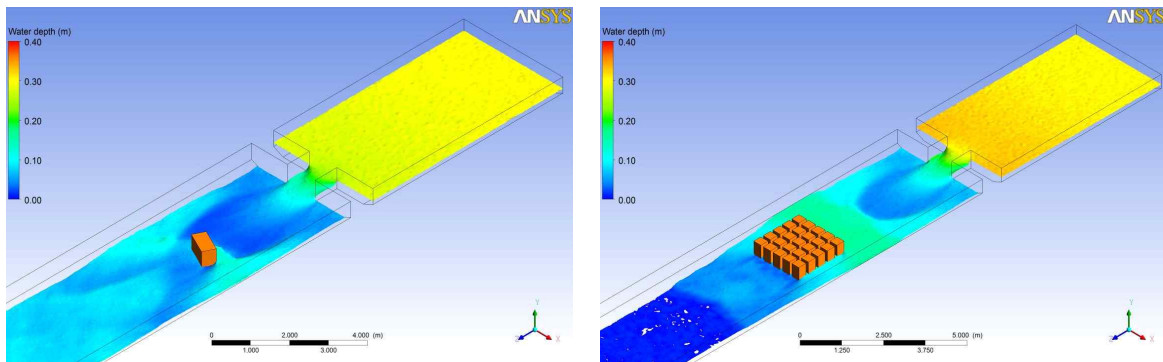 ANSYS
Water depth (m)
0.40
0.30
0.20
0.10
0.00
0 2.000 4.000 (m)
1.000 3.000
Y
Z X
ANSYS
Water depth (m)
0.40
0.30
0.20
0.10
0.00
0 2.500 5.000 (m)
1.250 3.750
Y
Z X